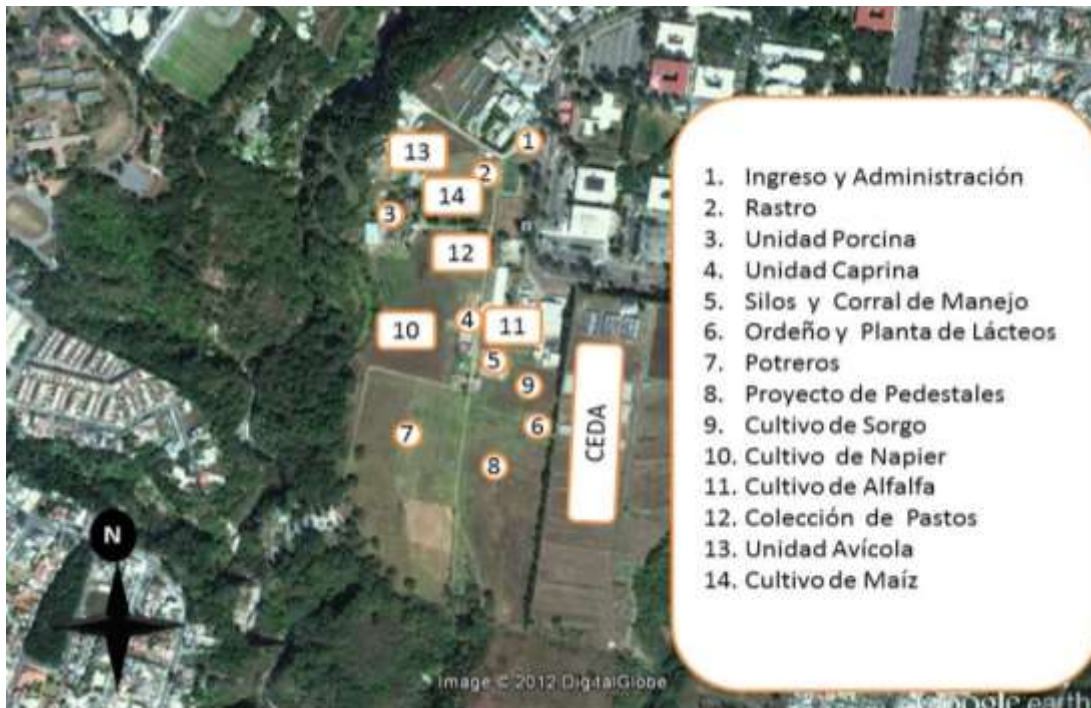 1
13
2
14
3
12
4
11
10
5
9
6
7
8
CEDA
N
1. Ingreso y Administración
2. Rastro
3. Unidad Porcina
4. Unidad Caprina
5. Silos y Corral de Manejo
6. Ordeño y Planta de Lácteos
7. Potreros
8. Proyecto de Pedestales
9. Cultivo de Sorgo
10. Cultivo de Napier
11. Cultivo de Alfalfa
12. Colección de Pastos
13. Unidad Avícola
14. Cultivo de Maíz
Image © 2012 DigitalGlobe
Google earth